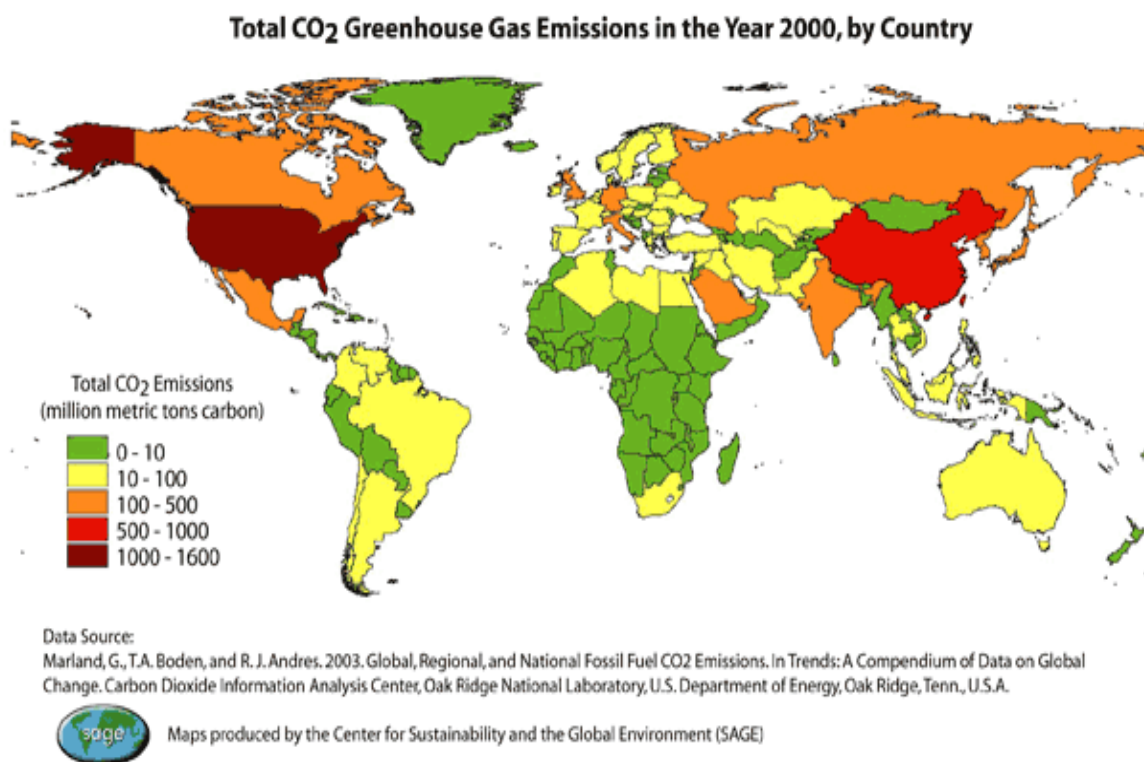 Total CO2 Greenhouse Gas Emissions in the Year 2000, by Country
Total CO2 Emissions
(million metric tons carbon)
0 - 10
10 - 100
100 - 500
500 - 1000
1000 - 1600
Data Source:
Marland, G., T.A. Boden, and R. J. Andres. 2003. Global, Regional, and National Fossil Fuel CO2 Emissions. In Trends: A Compendium of Data on Global
Change. Carbon Dioxide Information Analysis Center, Oak Ridge National Laboratory, U.S. Department of Energy, Oak Ridge, Tenn., U.S.A.
sage
Maps produced by the Center for Sustainability and the Global Environment (SAGE)